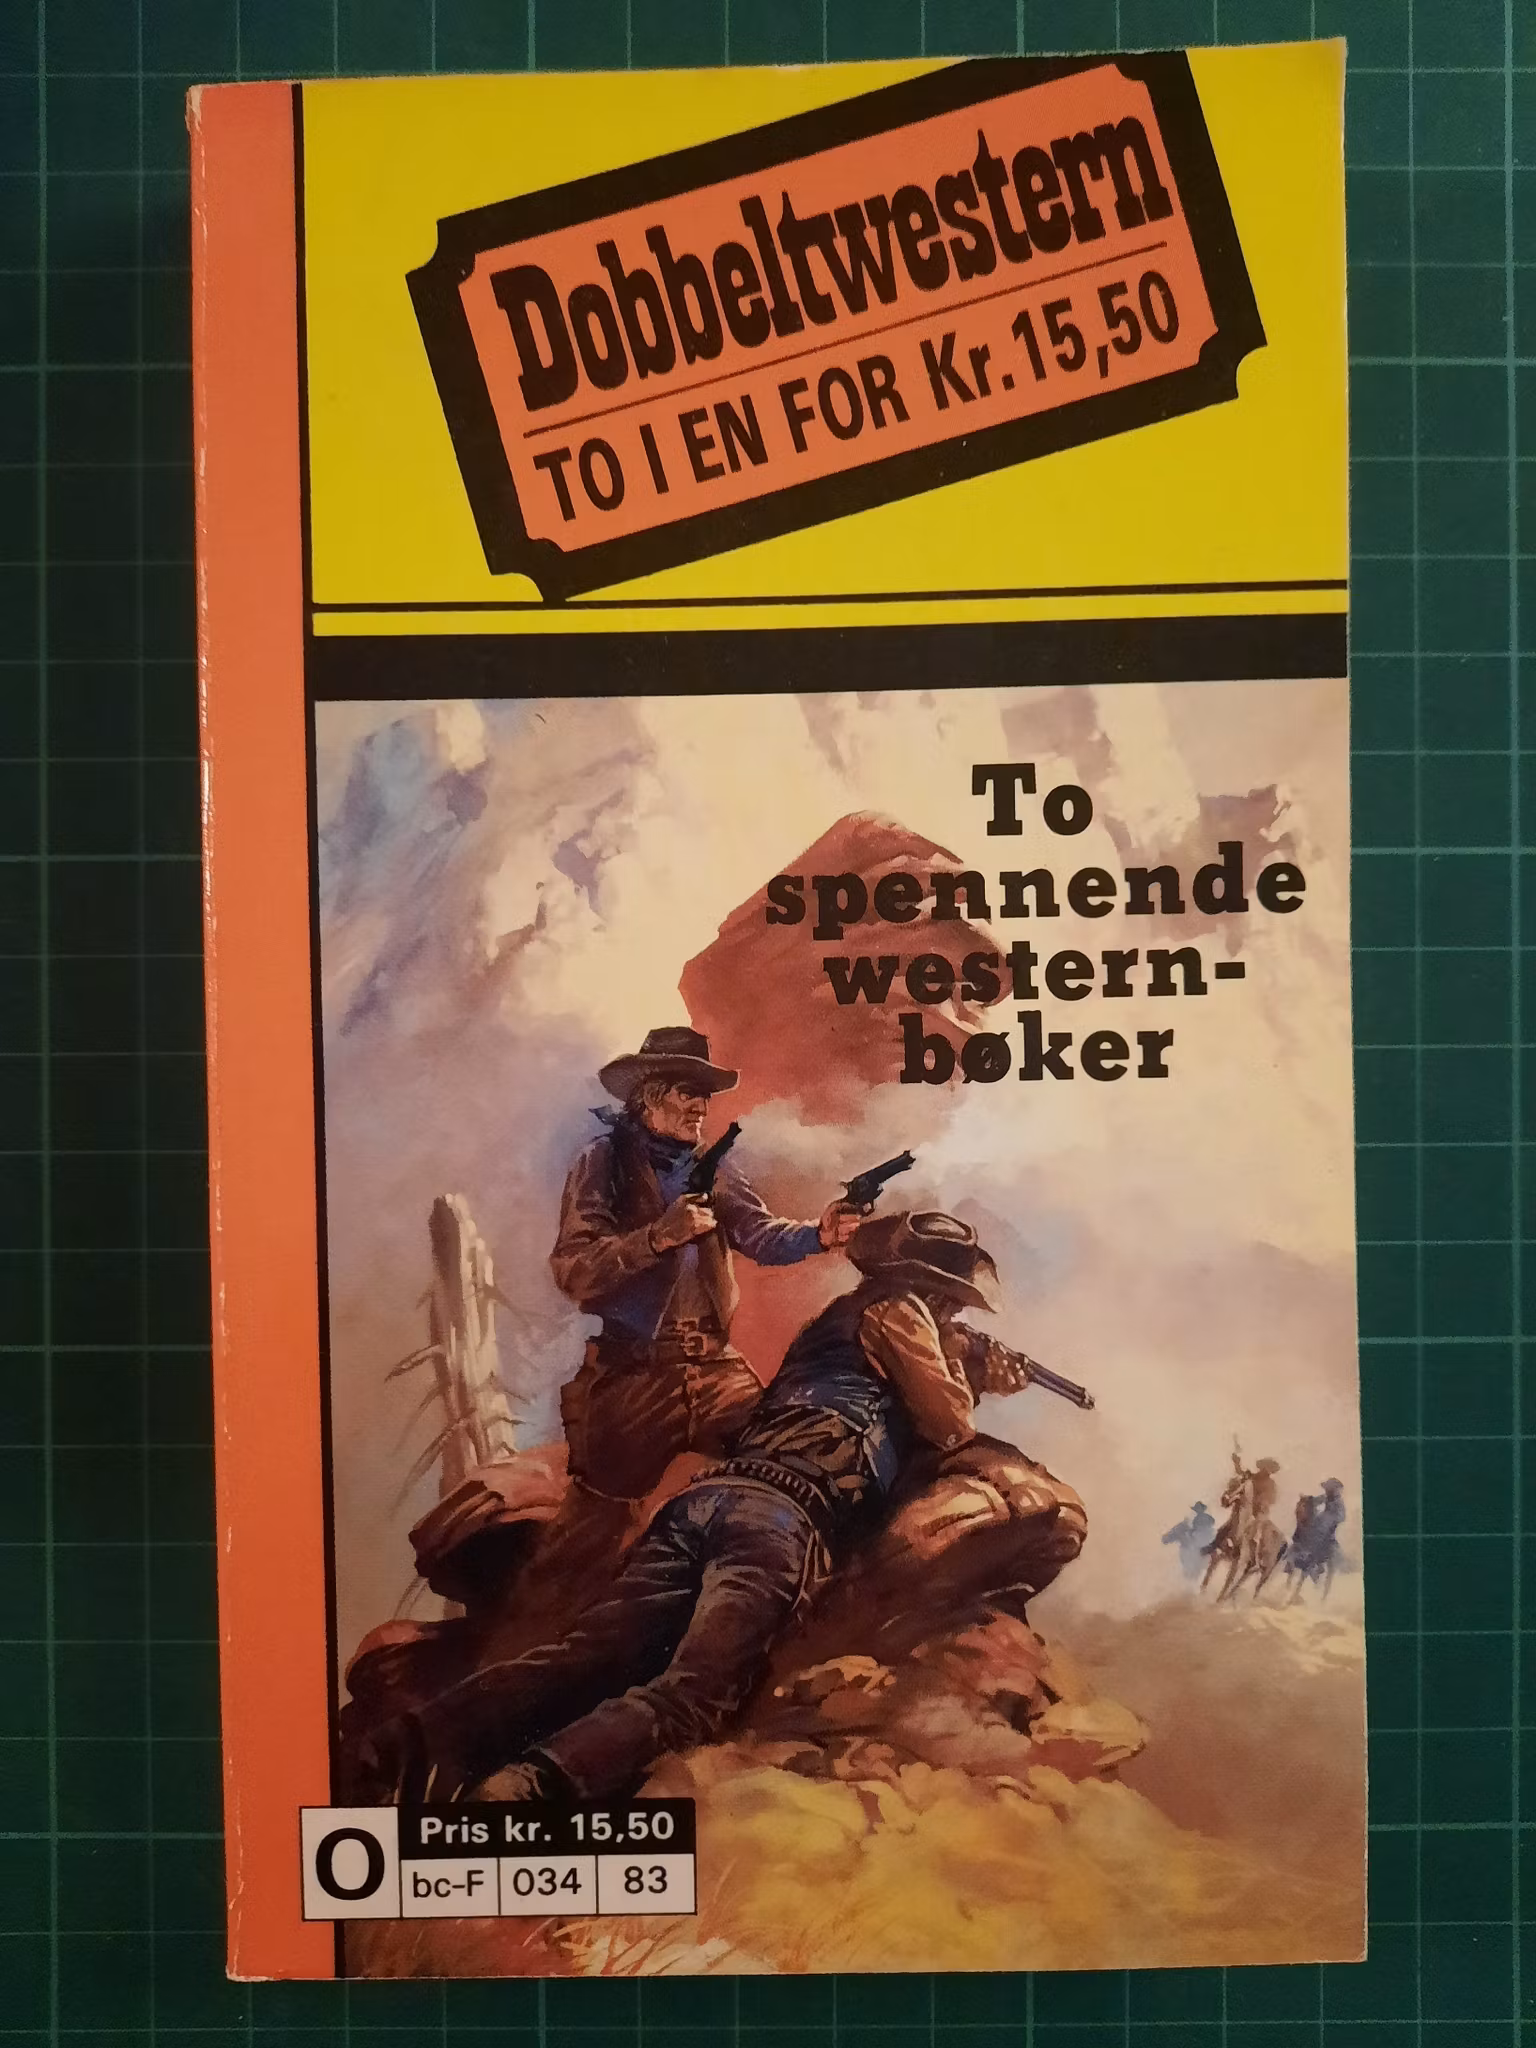 Dobbeltwestern
TO I EN FOR Kr. 15,50
To
spennende
western-
bøker
O
Pris kr. 15,50
bc-F 034 83